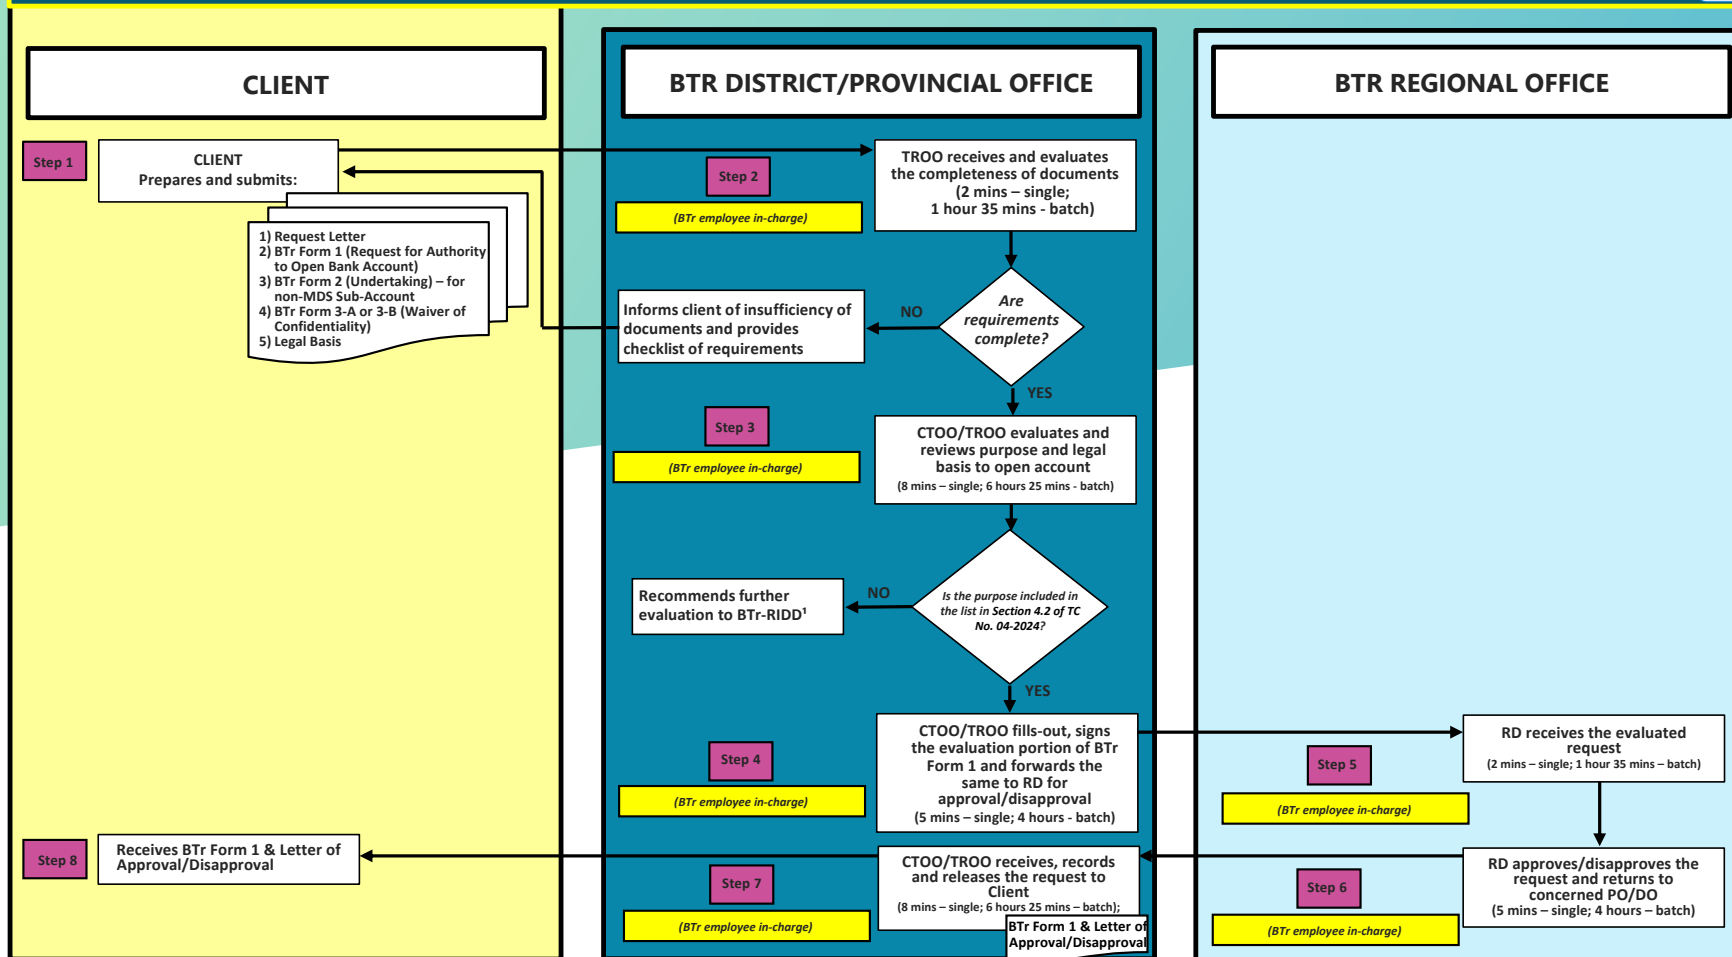 CLIENT
Step 1
CLIENT
Prepares and submits:
1) Request Letter
2) BTr Form 1 (Request for Authority
to Open Bank Account)
3) BTr Form 2 (Undertaking) – for
non-MDS Sub-Account
4) BTr Form 3-A or 3-B (Waiver of
Confidentiality)
5) Legal Basis
Step 8
Receives BTr Form 1 & Letter of
Approval/Disapproval
BTR DISTRICT/PROVINCIAL OFFICE
Step 2
(BTr employee in-charge)
TROO receives and evaluates
the completeness of documents
(2 mins – single;
1 hour 35 mins - batch)
Are
requirements
complete?
NO
Informs client of insufficiency of
documents and provides
checklist of requirements
YES
Step 3
(BTr employee in-charge)
CTOO/TROO evaluates and
reviews purpose and legal
basis to open account
(8 mins – single; 6 hours 25 mins - batch)
Is the purpose included in
the list in Section 4.2 of TC
No. 04-2024?
NO
Recommends further
evaluation to BTr-RIDD¹
YES
Step 4
(BTr employee in-charge)
CTOO/TROO fills-out, signs
the evaluation portion of BTr
Form 1 and forwards the
same to RD for
approval/disapproval
(5 mins – single; 4 hours - batch)
Step 7
(BTr employee in-charge)
CTOO/TROO receives, records
and releases the request to
Client
(8 mins – single; 6 hours 25 mins – batch);
BTr Form 1 & Letter of
Approval/Disapproval
BTR REGIONAL OFFICE
Step 5
(BTr employee in-charge)
RD receives the evaluated
request
(2 mins – single; 1 hour 35 mins – batch)
Step 6
(BTr employee in-charge)
RD approves/disapproves the
request and returns to
concerned PO/DO
(5 mins – single; 4 hours – batch)